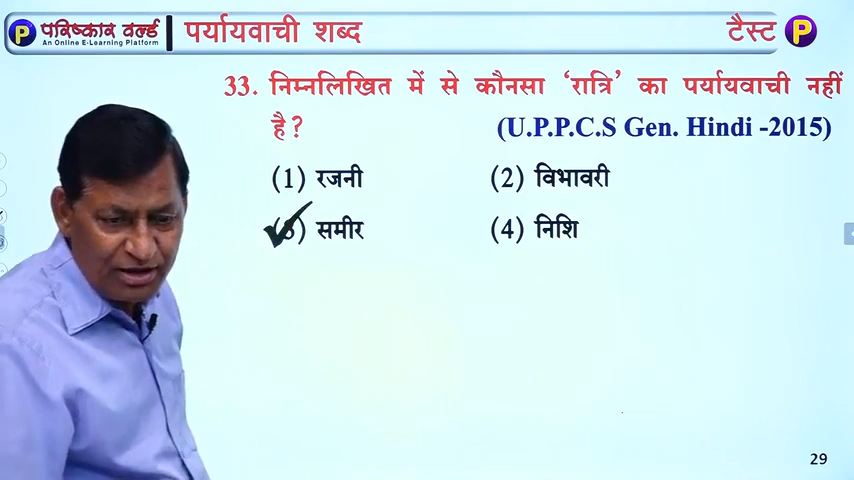 परिष्कार वर्ल्ड
An Online E-Learning Platform
पर्यायवाची शब्द
टैस्ट P
33. निम्नलिखित में से कौनसा ‘रात्रि’ का पर्यायवाची नहीं
है? (U.P.P.C.S Gen. Hindi -2015)
(1) रजनी (2) विभावरी
(3) समीर (4) निशि
29